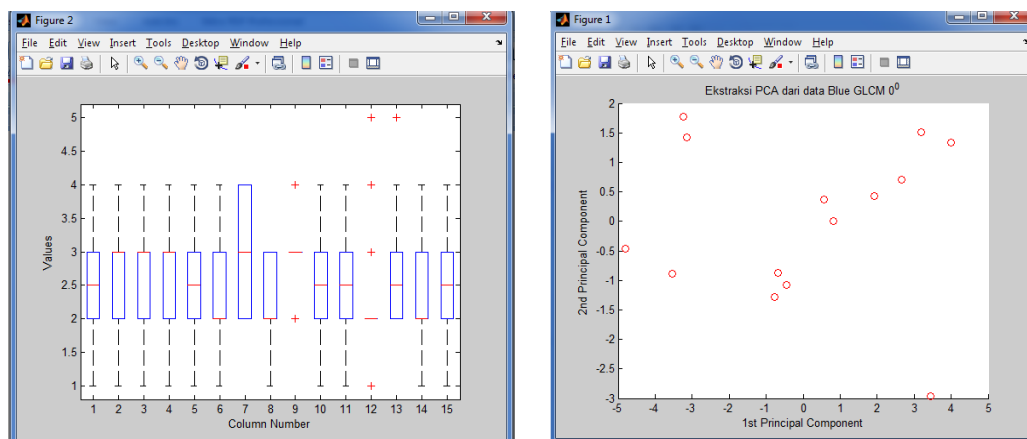 Figure 2
File Edit View Insert Tools Desktop Window Help
5
4.5
4
3.5
3
2.5
2
1.5
1
Values
1 2 3 4 5 6 7 8 9 10 11 12 13 14 15
Column Number
Figure 1
File Edit View Insert Tools Desktop Window Help
Ekstraksi PCA dari data Blue GLCM 0⁰
2
1.5
1
0.5
0
-0.5
-1
-1.5
-2
-2.5
-3
2nd Principal Component
-5 -4 -3 -2 -1 0 1 2 3 4 5
1st Principal Component